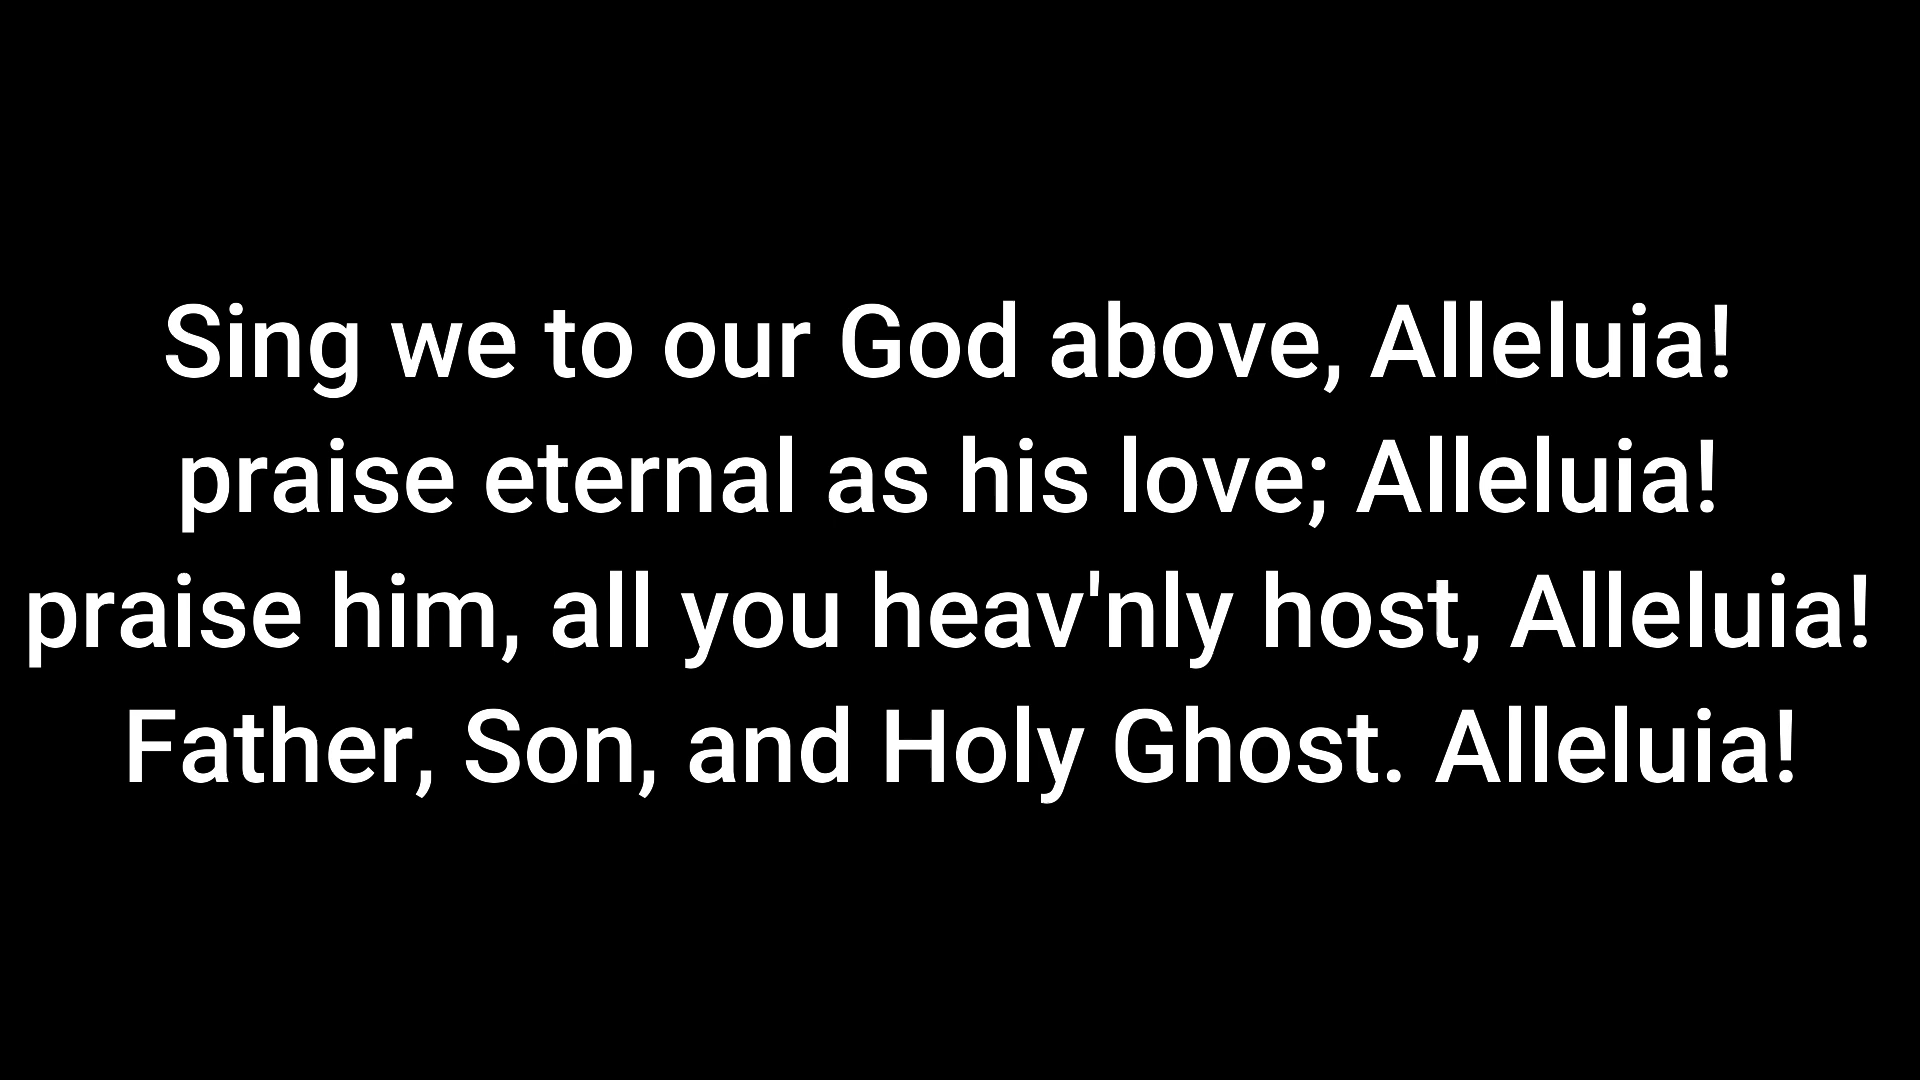 Sing we to our God above, Alleluia!
praise eternal as his love; Alleluia!
praise him, all you heav'nly host, Alleluia!
Father, Son, and Holy Ghost. Alleluia!